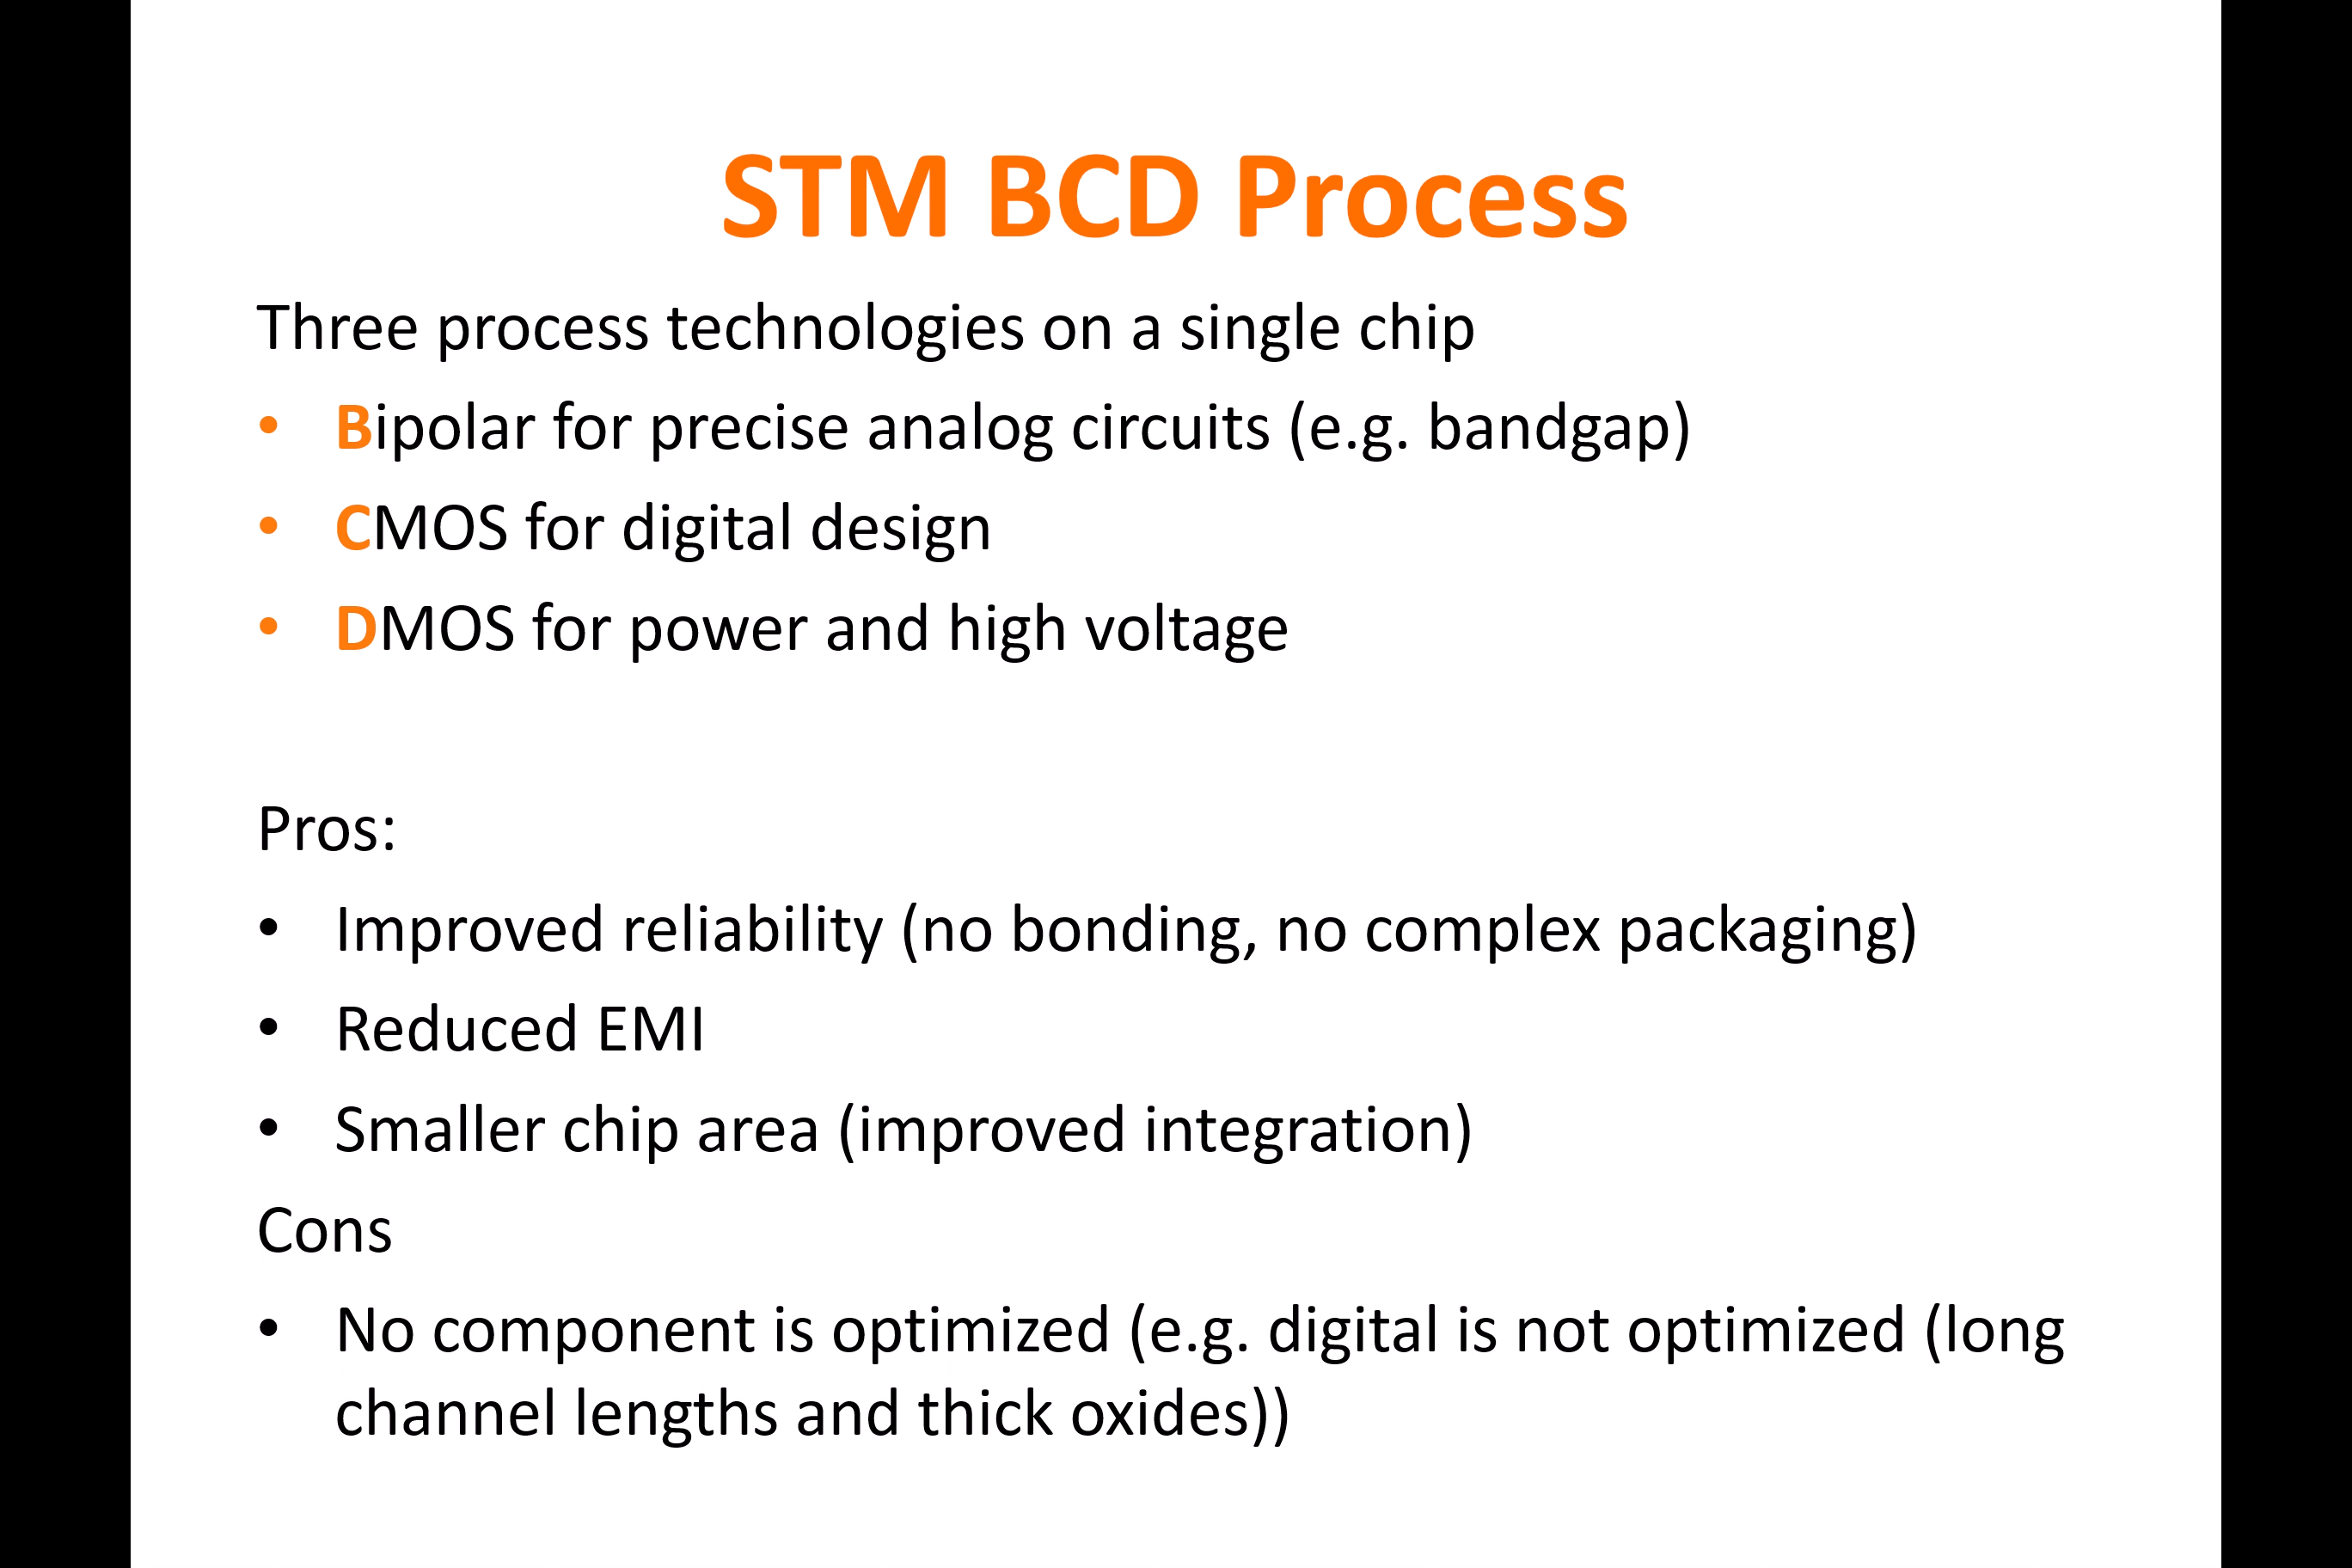 STM BCD Process
Three process technologies on a single chip
• Bipolar for precise analog circuits (e.g. bandgap)
• CMOS for digital design
• DMOS for power and high voltage
Pros:
• Improved reliability (no bonding, no complex packaging)
• Reduced EMI
• Smaller chip area (improved integration)
Cons
• No component is optimized (e.g. digital is not optimized (long
channel lengths and thick oxides))